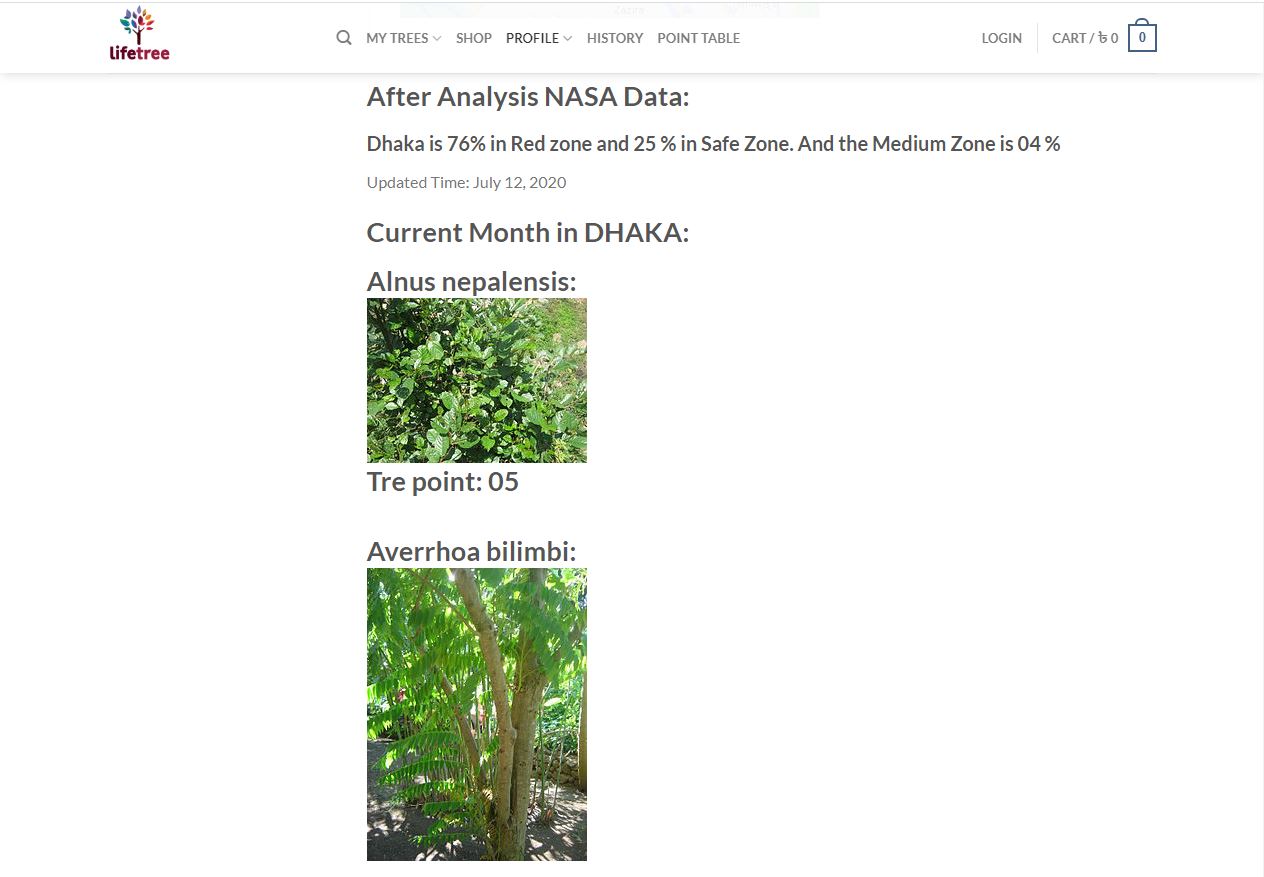 Zazira
lifetree
MY TREES
SHOP
PROFILE
HISTORY
POINT TABLE
LOGIN
CART / ৳ 0
0
After Analysis NASA Data:
Dhaka is 76% in Red zone and 25 % in Safe Zone. And the Medium Zone is 04 %
Updated Time: July 12, 2020
Current Month in DHAKA:
Alnus nepalensis:
Tre point: 05
Averrhoa bilimbi: